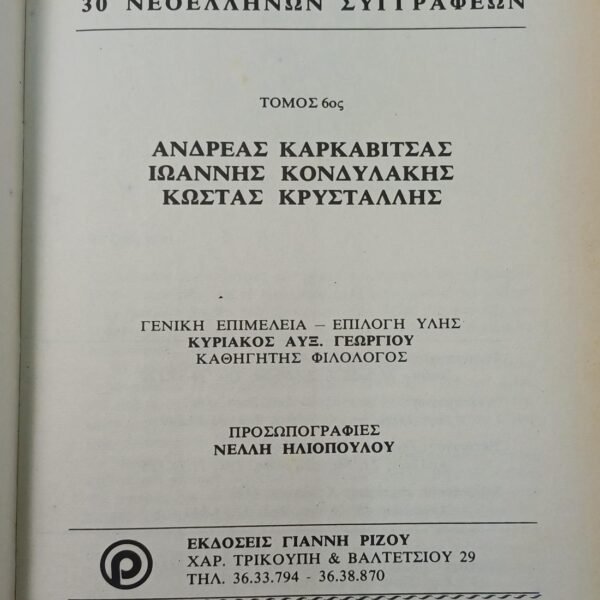 30 ΝΕΟΕΛΛΗΝΩΝ ΣΥΓΓΡΑΦΕΩΝ
ΤΟΜΟΣ 6ος
ΑΝΔΡΕΑΣ ΚΑΡΚΑΒΙΤΣΑΣ
ΙΩΑΝΝΗΣ ΚΟΝΔΥΛΑΚΗΣ
ΚΩΣΤΑΣ ΚΡΥΣΤΑΛΛΗΣ
ΓΕΝΙΚΗ ΕΠΙΜΕΛΕΙΑ – ΕΠΙΛΟΓΗ ΥΛΗΣ
ΚΥΡΙΑΚΟΣ ΑΥΞ. ΓΕΩΡΓΙΟΥ
ΚΑΘΗΓΗΤΗΣ ΦΙΛΟΛΟΓΟΣ
ΠΡΟΣΩΠΟΓΡΑΦΙΕΣ
ΝΕΛΛΗ ΗΛΙΟΠΟΥΛΟΥ
ΕΚΔΟΣΕΙΣ ΓΙΑΝΝΗ ΡΙΖΟΥ
ΧΑΡ. ΤΡΙΚΟΥΠΗ & ΒΑΛΤΕΤΣΙΟΥ 29
ΤΗΛ. 36.33.794 - 36.38.870